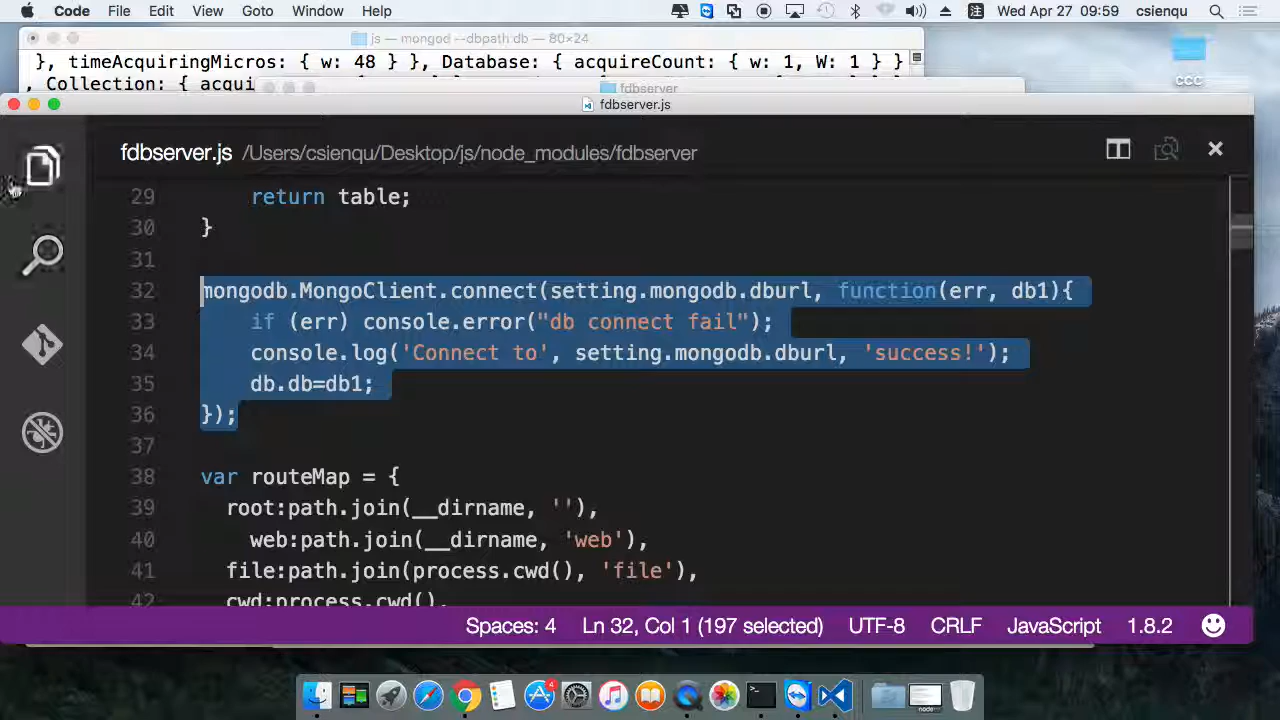 Code File Edit View Goto Window Help Wed Apr 27 09:59 csienqu
js — mongod --dbpath db — 80×24
}, timeAcquiringMicros: { w: 48 } }, Database: { acquireCount: { w: 1, W: 1 } }
, Collection: { acqui
fdbserver
ccc
fdbserver.js
fdbserver.js /Users/csienqu/Desktop/js/node_modules/fdbserver
29 return table;
30 }
31
32 mongodb.MongoClient.connect(setting.mongodb.dburl, function(err, db1){
33 if (err) console.error("db connect fail");
34 console.log('Connect to', setting.mongodb.dburl, 'success!');
35 db.db=db1;
36 });
37
38 var routeMap = {
39 root:path.join(__dirname, ''),
40 web:path.join(__dirname, 'web'),
41 file:path.join(process.cwd(), 'file'),
42 cwd:process.cwd(),
Spaces: 4 Ln 32, Col 1 (197 selected) UTF-8 CRLF JavaScript 1.8.2
4